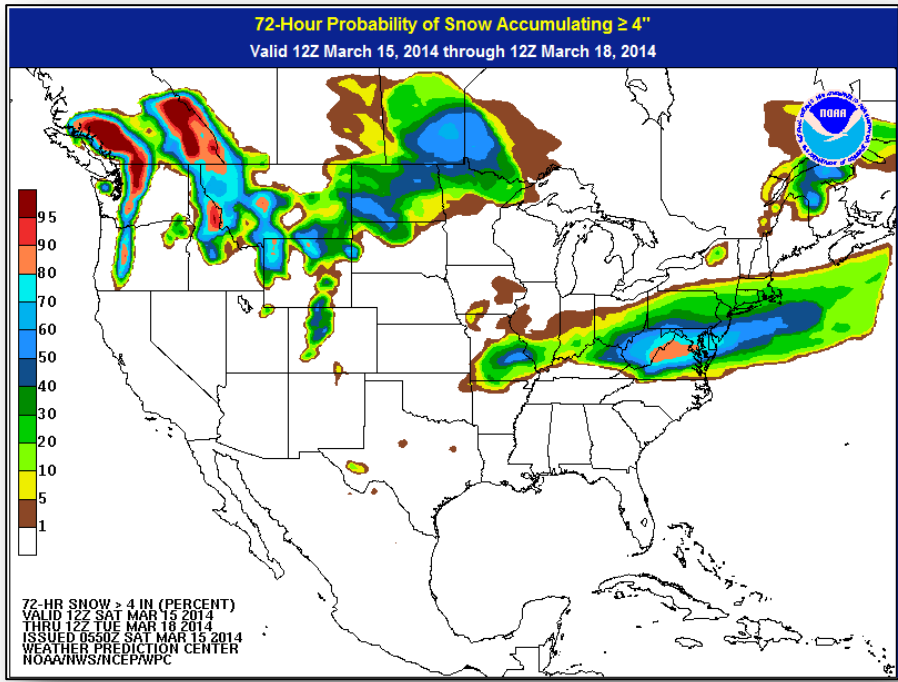 72-Hour Probability of Snow Accumulating ≥ 4"
Valid 12Z March 15, 2014 through 12Z March 18, 2014
NOAA
95
90
80
70
60
50
40
30
20
10
5
1
72-HR SNOW > 4 IN (PERCENT)
VALID 12Z SAT MAR 15 2014
THRU 12Z TUE MAR 18 2014
ISSUED 0550Z SAT MAR 15 2014
WEATHER PREDICTION CENTER
NOAA/NWS/NCEP/WPC